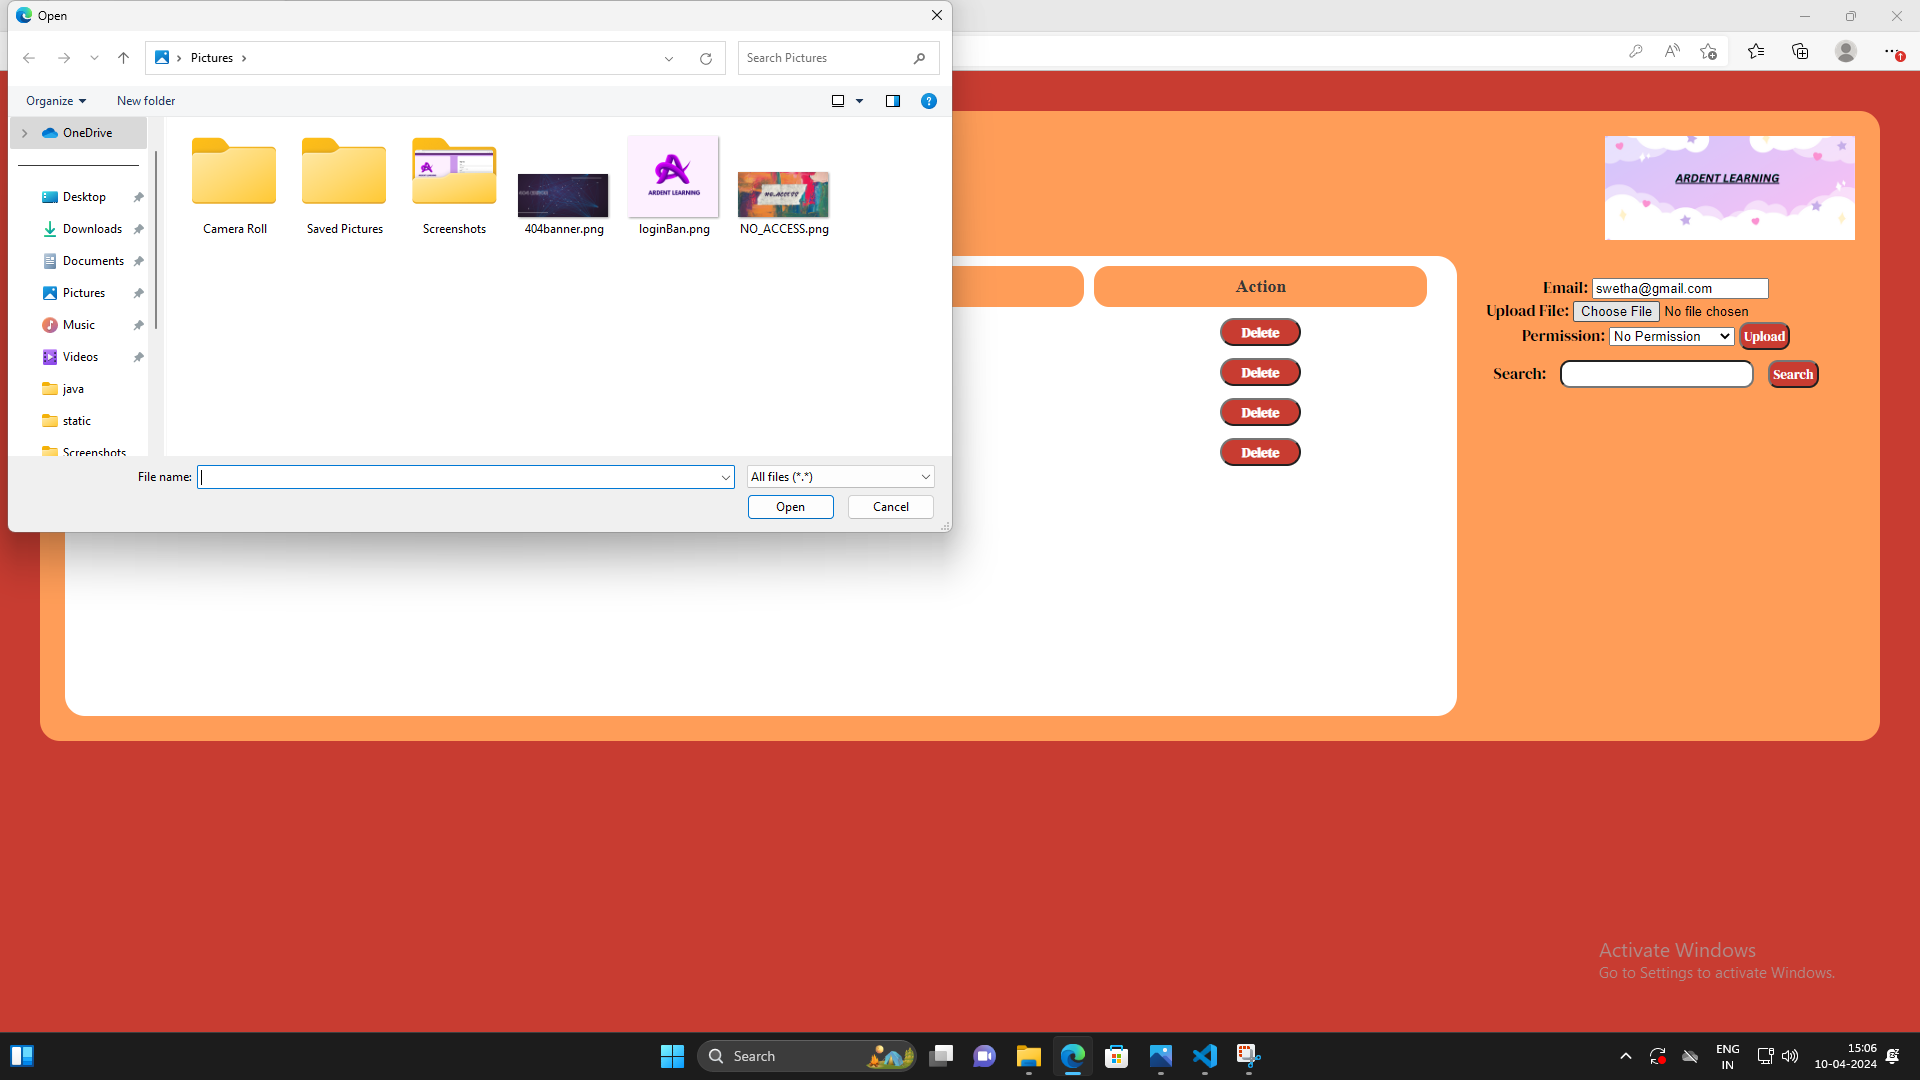 Open
Pictures
Search Pictures
Organize
New folder
OneDrive
Desktop
Downloads
Documents
Pictures
Music
Videos
java
static
Screenshots
Camera Roll
Saved Pictures
Screenshots
404banner.png
ARDENT LEARNING
loginBan.png
NO_ACCESS
NO_ACCESS.png
File name:
All files (*.*)
Open
Cancel
ARDENT LEARNING
Action
Delete
Delete
Delete
Delete
Email: swetha@gmail.com
Upload File: Choose File No file chosen
Permission: No Permission Upload
Search: Search
Activate Windows
Go to Settings to activate Windows.
Search
ENG
IN
15:06
10-04-2024